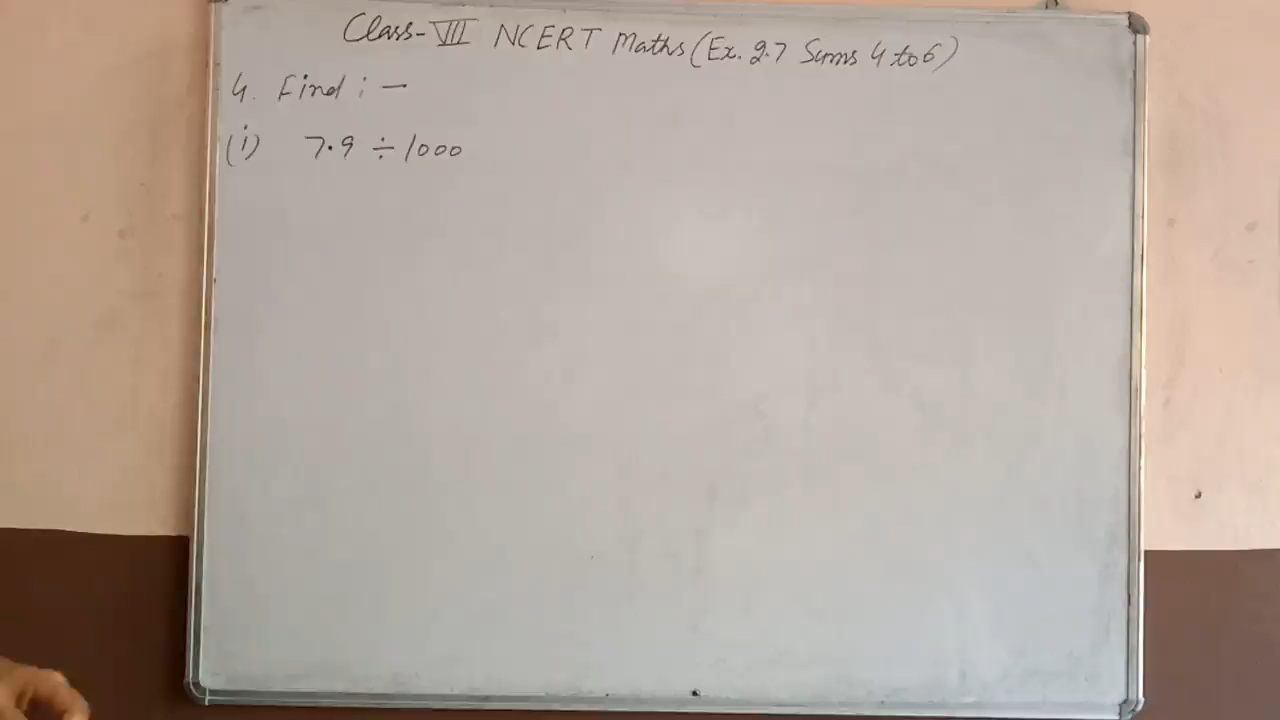 Class-VII NCERT Maths (Ex. 2.7 Sums 4 to 6)
4. Find : —
(i) 7.9 ÷ 1000